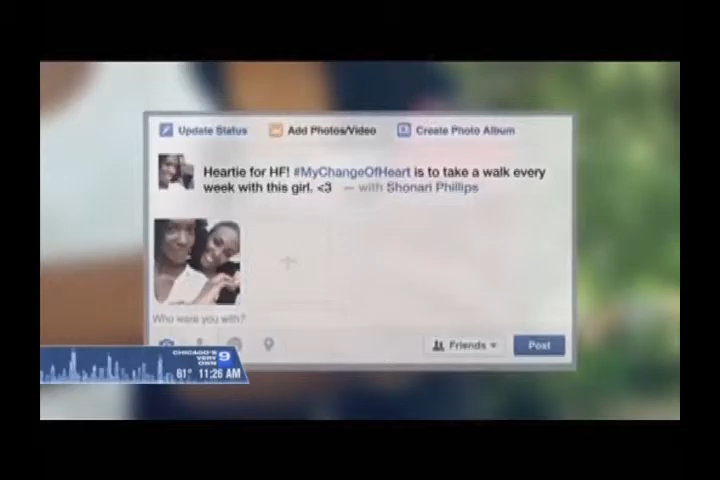 Update Status Add Photos/Video Create Photo Album
Heartie for HF! #MyChangeOfHeart is to take a walk every
week with this girl. <3 — with Shonari Phillips
Who were you with?
Friends Post
CHICAGO'S
VERY
OWN 9
61° 11:26 AM